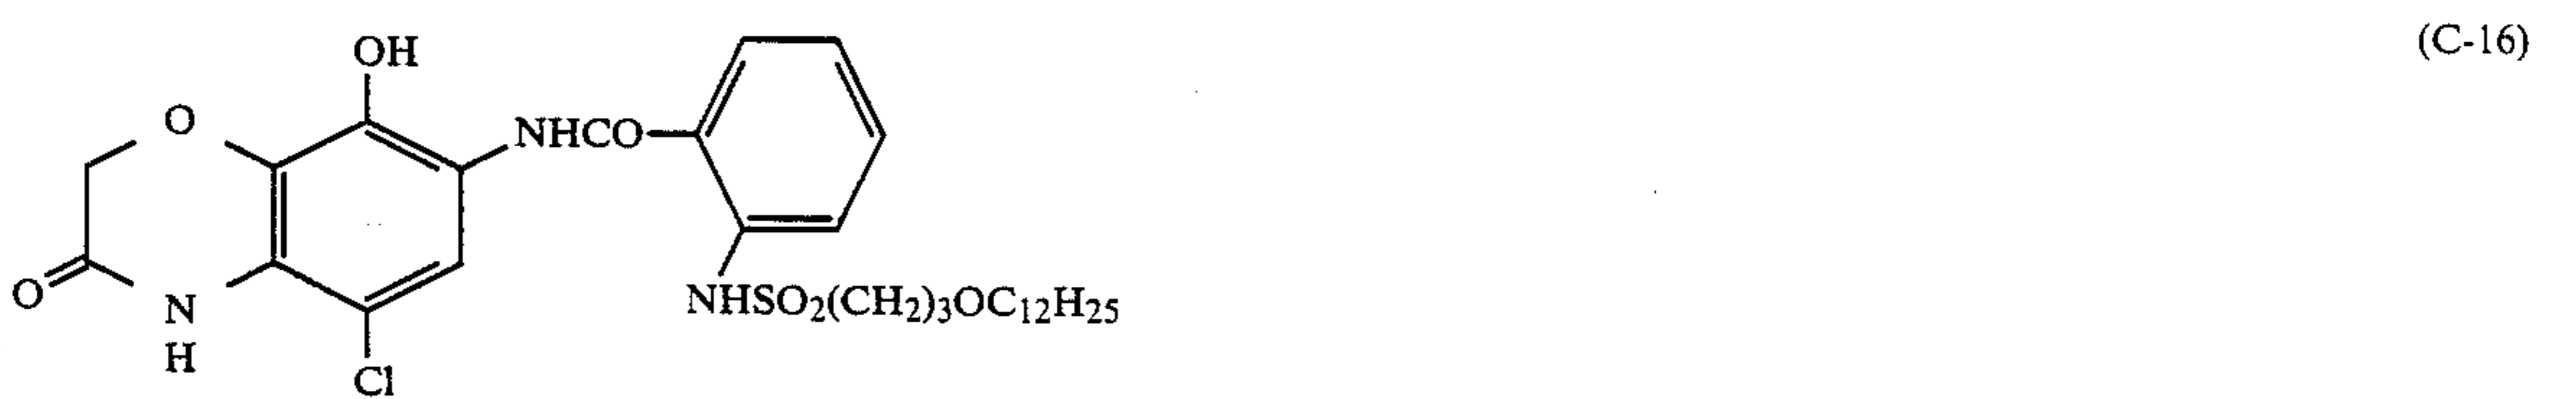 (C-16)
OH
O
NHCO
O
N
H
NHSO2(CH2)3OC12H25
Cl